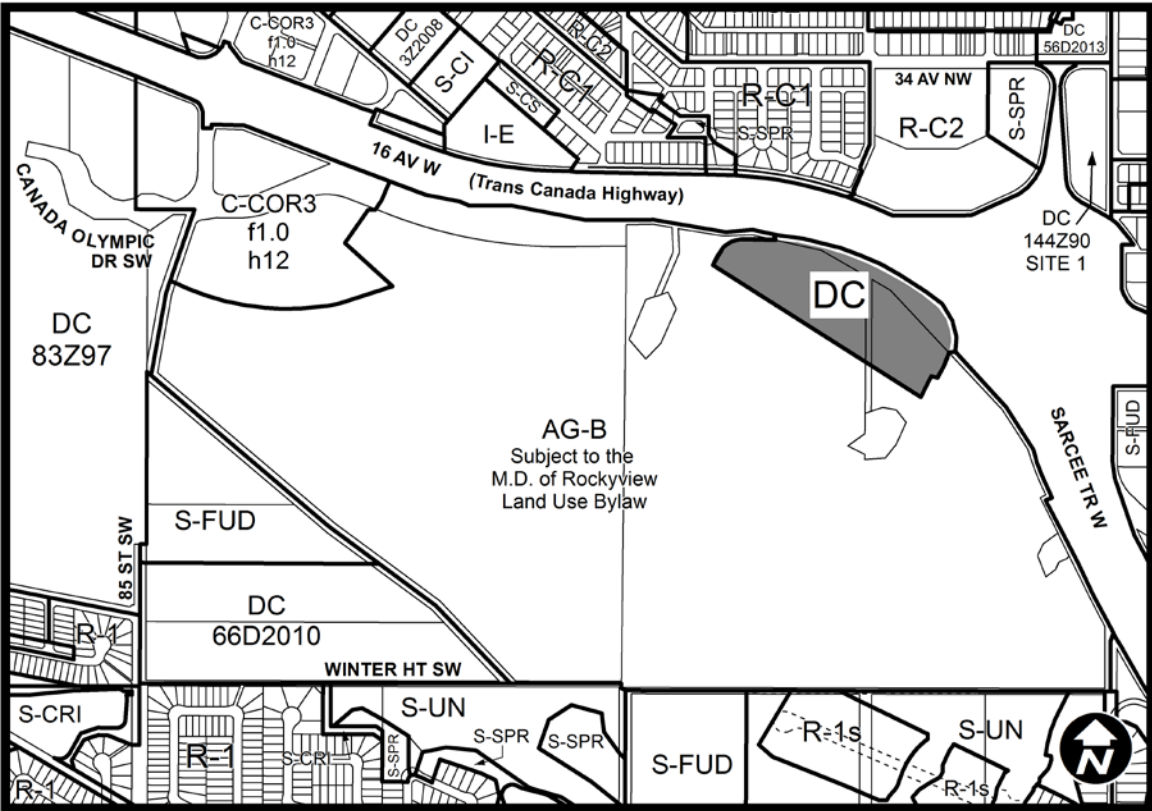 C-COR3
f1.0
h12
DC
3Z2008
S-CI
R-C2
R-C1
S-CS
I-E
R-C1
S-SPR
34 AV NW
R-C2
S-SPR
DC
56D2013
DC
144Z90
SITE 1
16 AV W
(Trans Canada Highway)
CANADA OLYMPIC
DR SW
C-COR3
f1.0
h12
DC
83Z97
DC
AG-B
Subject to the
M.D. of Rockyview
Land Use Bylaw
S-FUD
SARCEE TR W
S-FUD
85 ST SW
DC
66D2010
R-1
WINTER HT SW
S-CRI
R-1
R-1
S-CRI
S-SPR
S-UN
S-SPR
S-SPR
S-FUD
R-1s
S-UN
R-1s
N